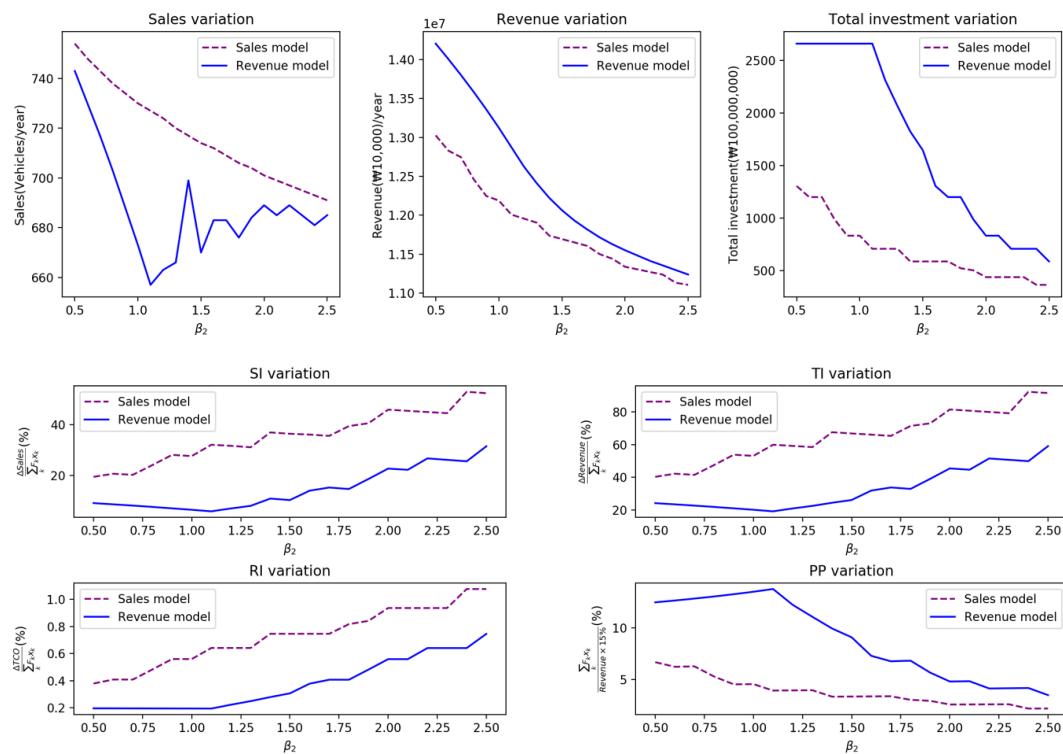 Sales variation
Sales(Vehicles/year)
740
720
700
680
660
Sales model
Revenue model
0.5 1.0 1.5 2.0 2.5
β2
Revenue variation
1e7
Revenue(₩10,000)/year
1.40
1.35
1.30
1.25
1.20
1.15
1.10
Sales model
Revenue model
0.5 1.0 1.5 2.0 2.5
β2
Total investment variation
Total investment(₩100,000,000)
2500
2000
1500
1000
500
Sales model
Revenue model
0.5 1.0 1.5 2.0 2.5
β2
SI variation
ΔSales
∑k Fkxk (%)
40
20
Sales model
Revenue model
0.50 0.75 1.00 1.25 1.50 1.75 2.00 2.25 2.50
β2
TI variation
ΔRevenue
∑k Fkxk (%)
80
60
40
20
Sales model
Revenue model
0.50 0.75 1.00 1.25 1.50 1.75 2.00 2.25 2.50
β2
RI variation
ΔTCO
∑k Fkxk (%)
1.0
0.8
0.6
0.4
0.2
Sales model
Revenue model
0.50 0.75 1.00 1.25 1.50 1.75 2.00 2.25 2.50
β2
PP variation
∑k Fkxk
Revenue × 15% (%)
10
5
Sales model
Revenue model
0.50 0.75 1.00 1.25 1.50 1.75 2.00 2.25 2.50
β2